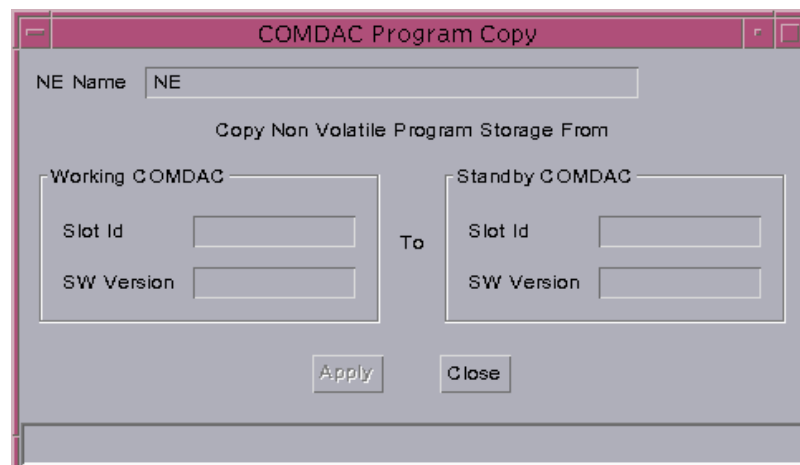 COMDAC Program Copy
NE Name NE
Copy Non Volatile Program Storage From
Working COMDAC Standby COMDAC
Slot Id To Slot Id
SW Version SW Version
Apply Close